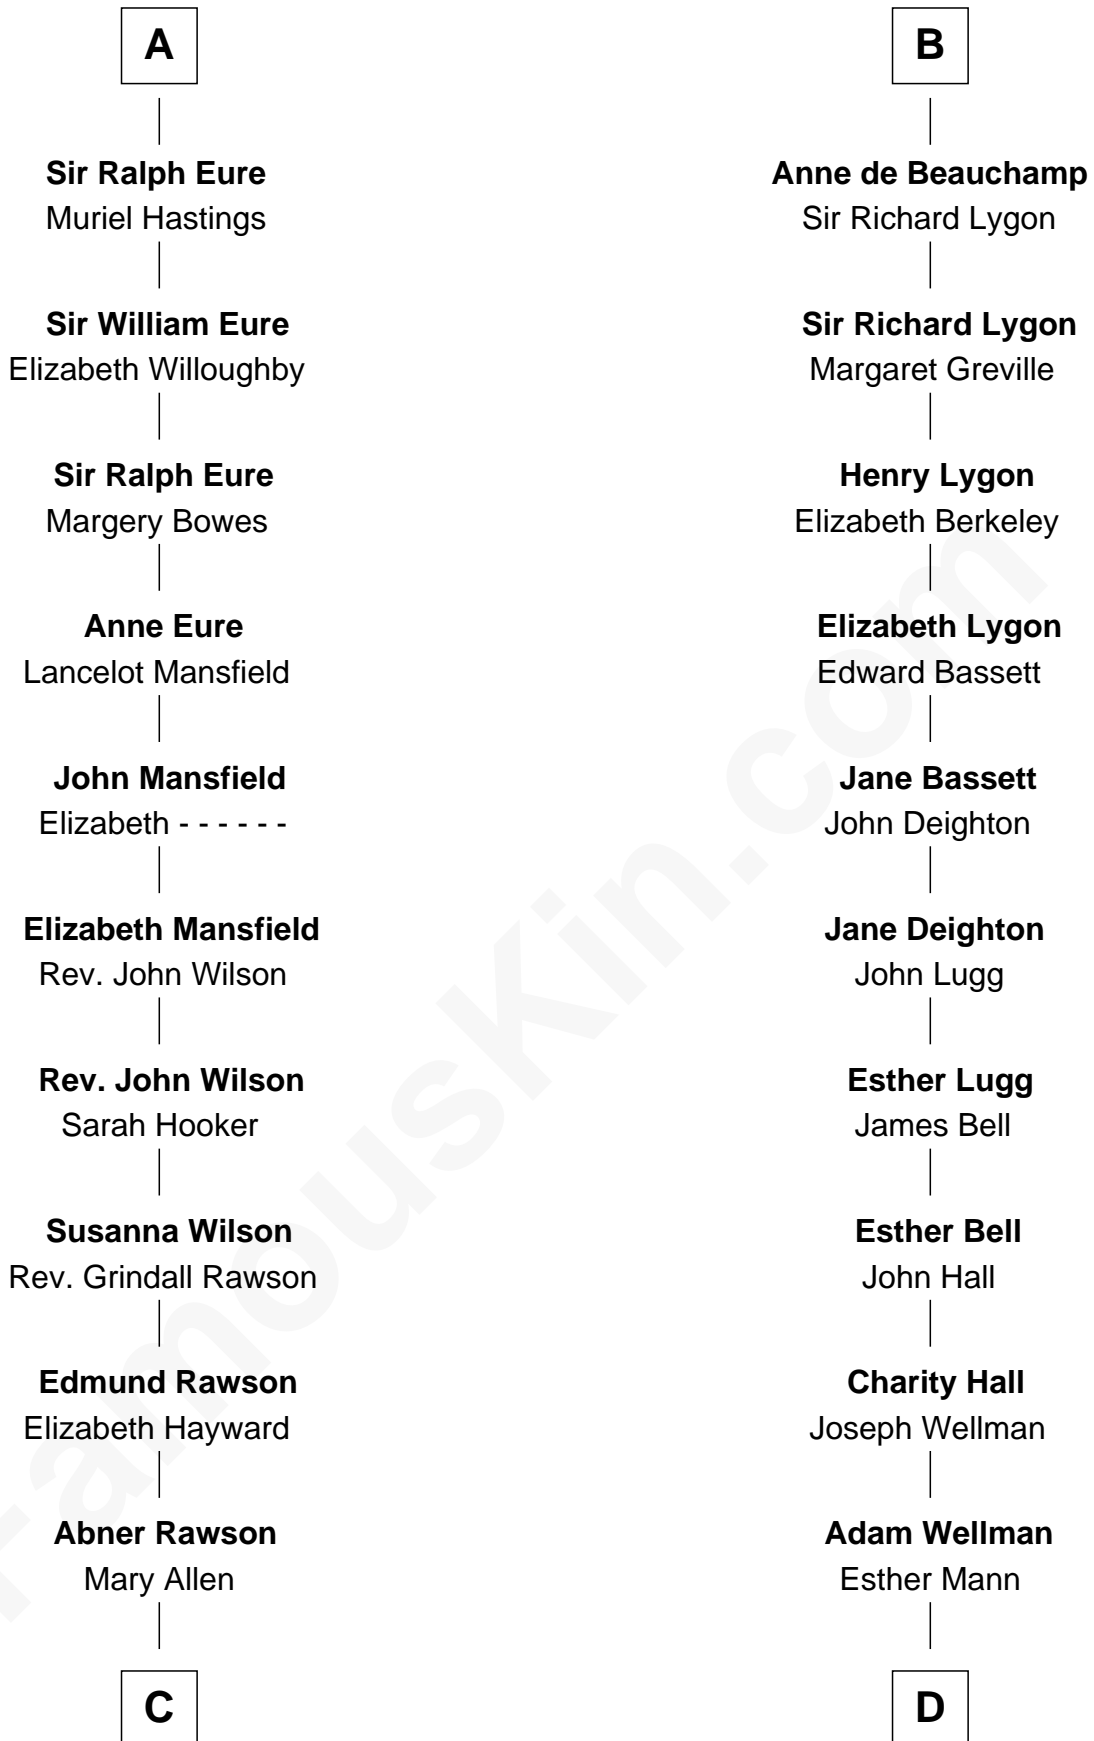 A
Sir Ralph Eure
Muriel Hastings
Sir William Eure
Elizabeth Willoughby
Sir Ralph Eure
Margery Bowes
Anne Eure
Lancelot Mansfield
John Mansfield
Elizabeth - - - - - -
Elizabeth Mansfield
Rev. John Wilson
Rev. John Wilson
Sarah Hooker
Susanna Wilson
Rev. Grindall Rawson
Edmund Rawson
Elizabeth Hayward
Abner Rawson
Mary Allen
C
B
Anne de Beauchamp
Sir Richard Lygon
Sir Richard Lygon
Margaret Greville
Henry Lygon
Elizabeth Berkeley
Elizabeth Lygon
Edward Bassett
Jane Bassett
John Deighton
Jane Deighton
John Lugg
Esther Lugg
James Bell
Esther Bell
John Hall
Charity Hall
Joseph Wellman
Adam Wellman
Esther Mann
D
FamousKin.com